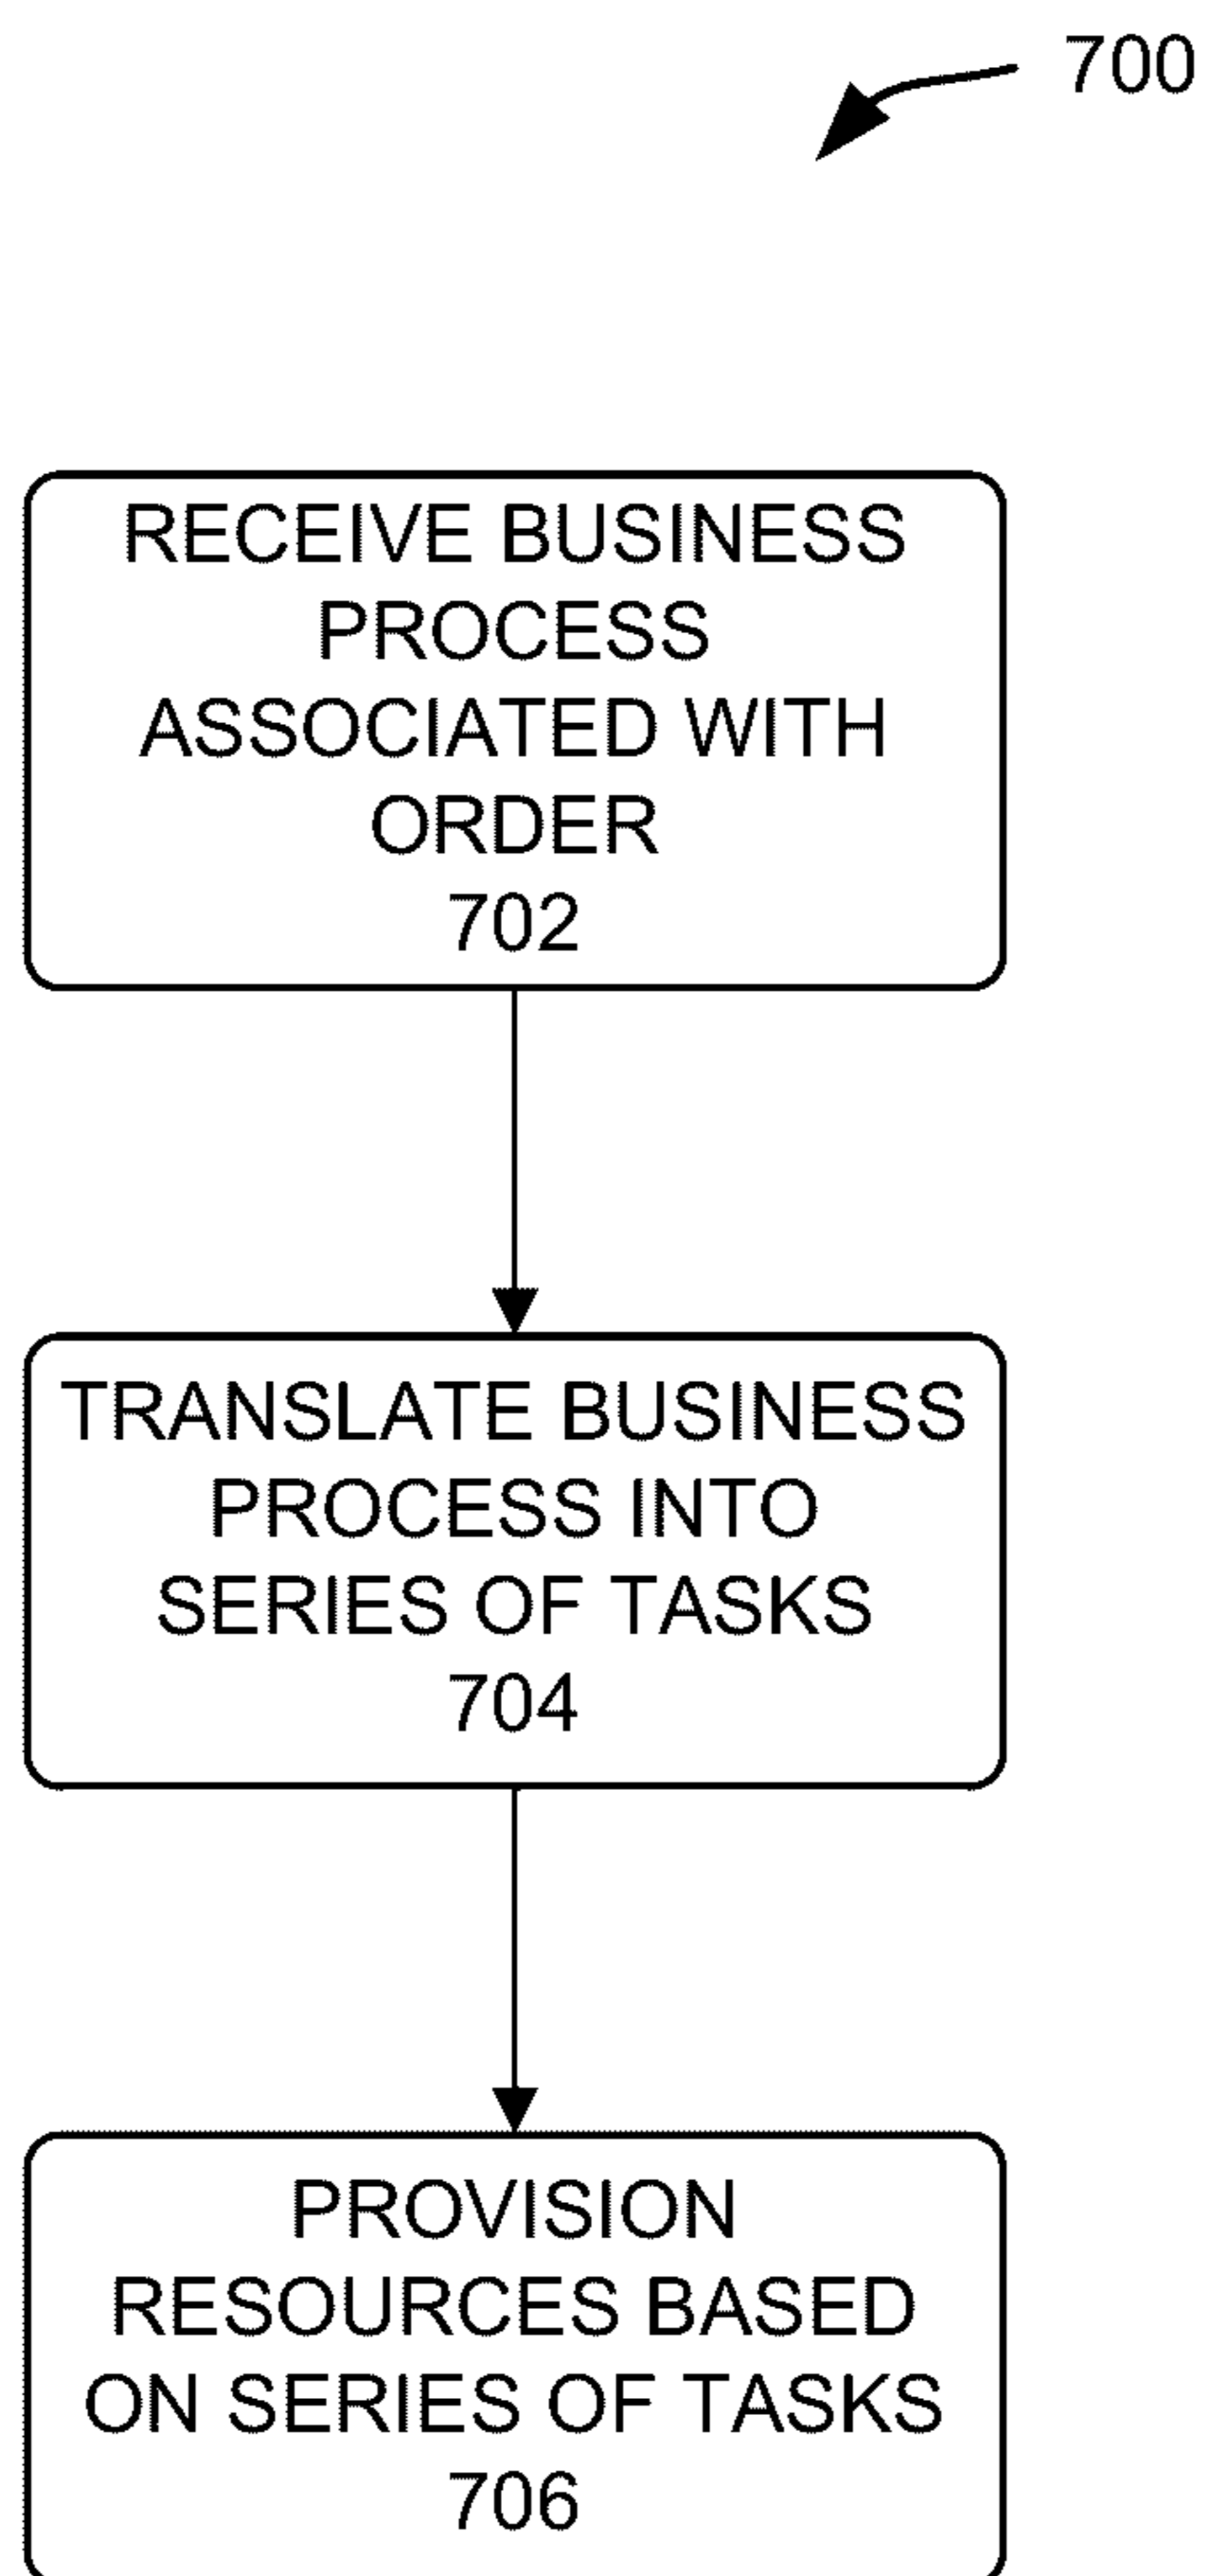 700
RECEIVE BUSINESS
PROCESS
ASSOCIATED WITH
ORDER
702
TRANSLATE BUSINESS
PROCESS INTO
SERIES OF TASKS
704
PROVISION
RESOURCES BASED
ON SERIES OF TASKS
706